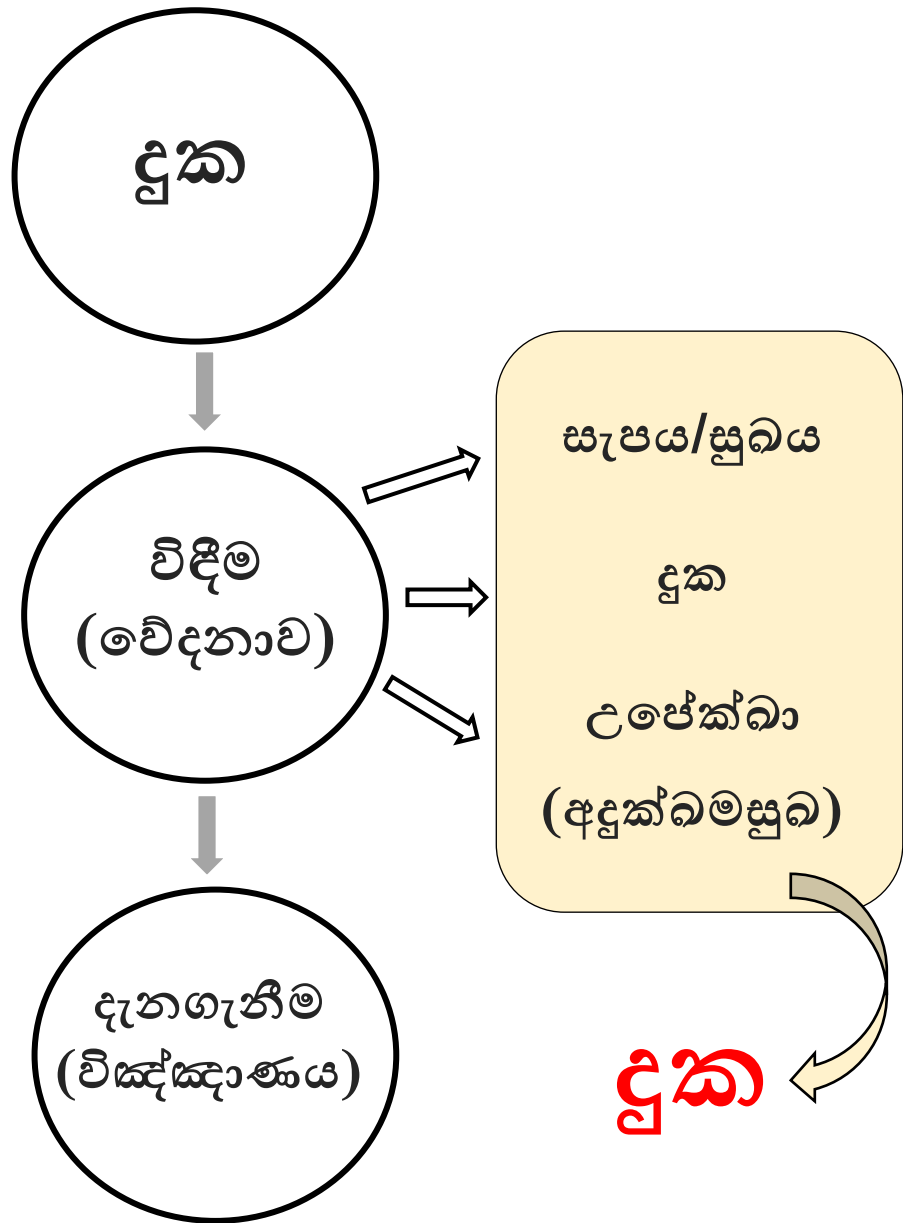 දුක
විඳීම
(වේදනාව)
සැපය/සුඛය
දුක
උපේක්ඛා
(අදුක්ඛමසුඛ)
දැනගැනීම
(විඤ්ඤාණය)
දුක